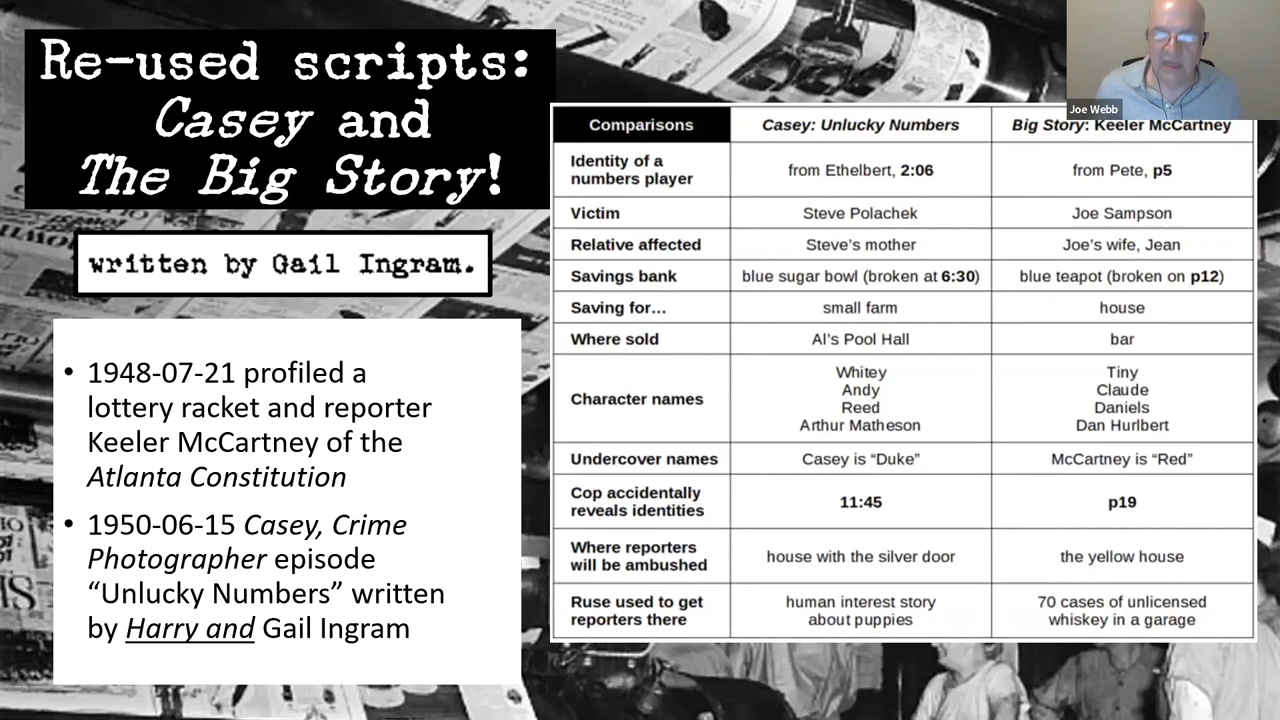 Re-used scripts:
Casey and
The Big Story!
written by Gail Ingram.
• 1948-07-21 profiled a
lottery racket and reporter
Keeler McCartney of the
Atlanta Constitution
• 1950-06-15 Casey, Crime
Photographer episode
“Unlucky Numbers” written
by Harry and Gail Ingram
Joe Webb
Comparisons Casey: Unlucky Numbers Big Story: Keeler McCartney
Identity of a
numbers player from Ethelbert, 2:06 from Pete, p5
Victim Steve Polachek Joe Sampson
Relative affected Steve’s mother Joe’s wife, Jean
Savings bank blue sugar bowl (broken at 6:30) blue teapot (broken on p12)
Saving for… small farm house
Where sold Al’s Pool Hall bar
Character names
Whitey Tiny
Andy Claude
Reed Daniels
Arthur Matheson Dan Hurlbert
Undercover names Casey is “Duke” McCartney is “Red”
Cop accidentally
reveals identities 11:45 p19
Where reporters
will be ambushed house with the silver door the yellow house
Ruse used to get human interest story 70 cases of unlicensed
reporters there about puppies whiskey in a garage